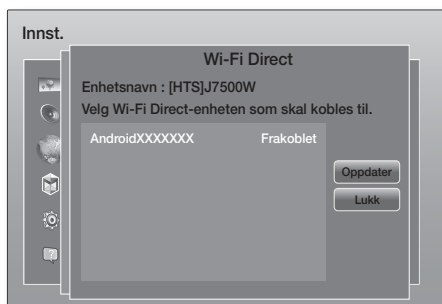 Innst.
Wi-Fi Direct
Enhetsnavn : [HTS]J7500W
Velg Wi-Fi Direct-enheten som skal kobles til.
AndroidXXXXXXX Frakoblet
Oppdater
Lukk
?